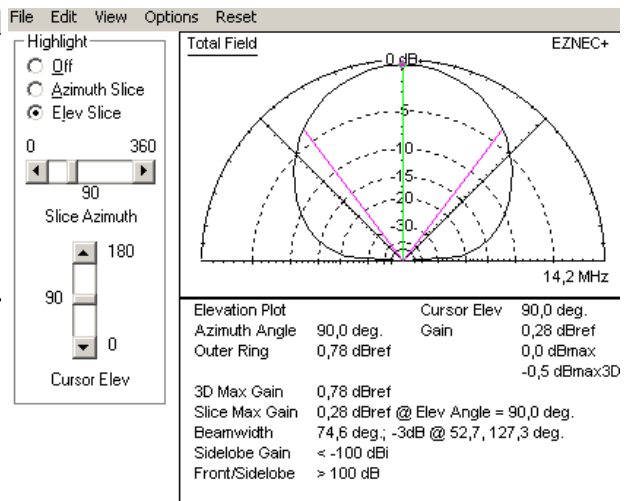 File Edit View Options Reset
Highlight
Off
Azimuth Slice
Elev Slice
0 360
90
Slice Azimuth
180
90
0
Cursor Elev
Total Field
EZNEC+
0 dB
-5
-10
-15
-20
-30
14,2 MHz
Elevation Plot Cursor Elev 90,0 deg.
Azimuth Angle 90,0 deg. Gain 0,28 dBref
Outer Ring 0,78 dBref 0,0 dBmax
-0,5 dBmax3D
3D Max Gain 0,78 dBref
Slice Max Gain 0,28 dBref @ Elev Angle = 90,0 deg.
Beamwidth 74,6 deg.; -3dB @ 52,7, 127,3 deg.
Sidelobe Gain < -100 dBi
Front/Sidelobe > 100 dB